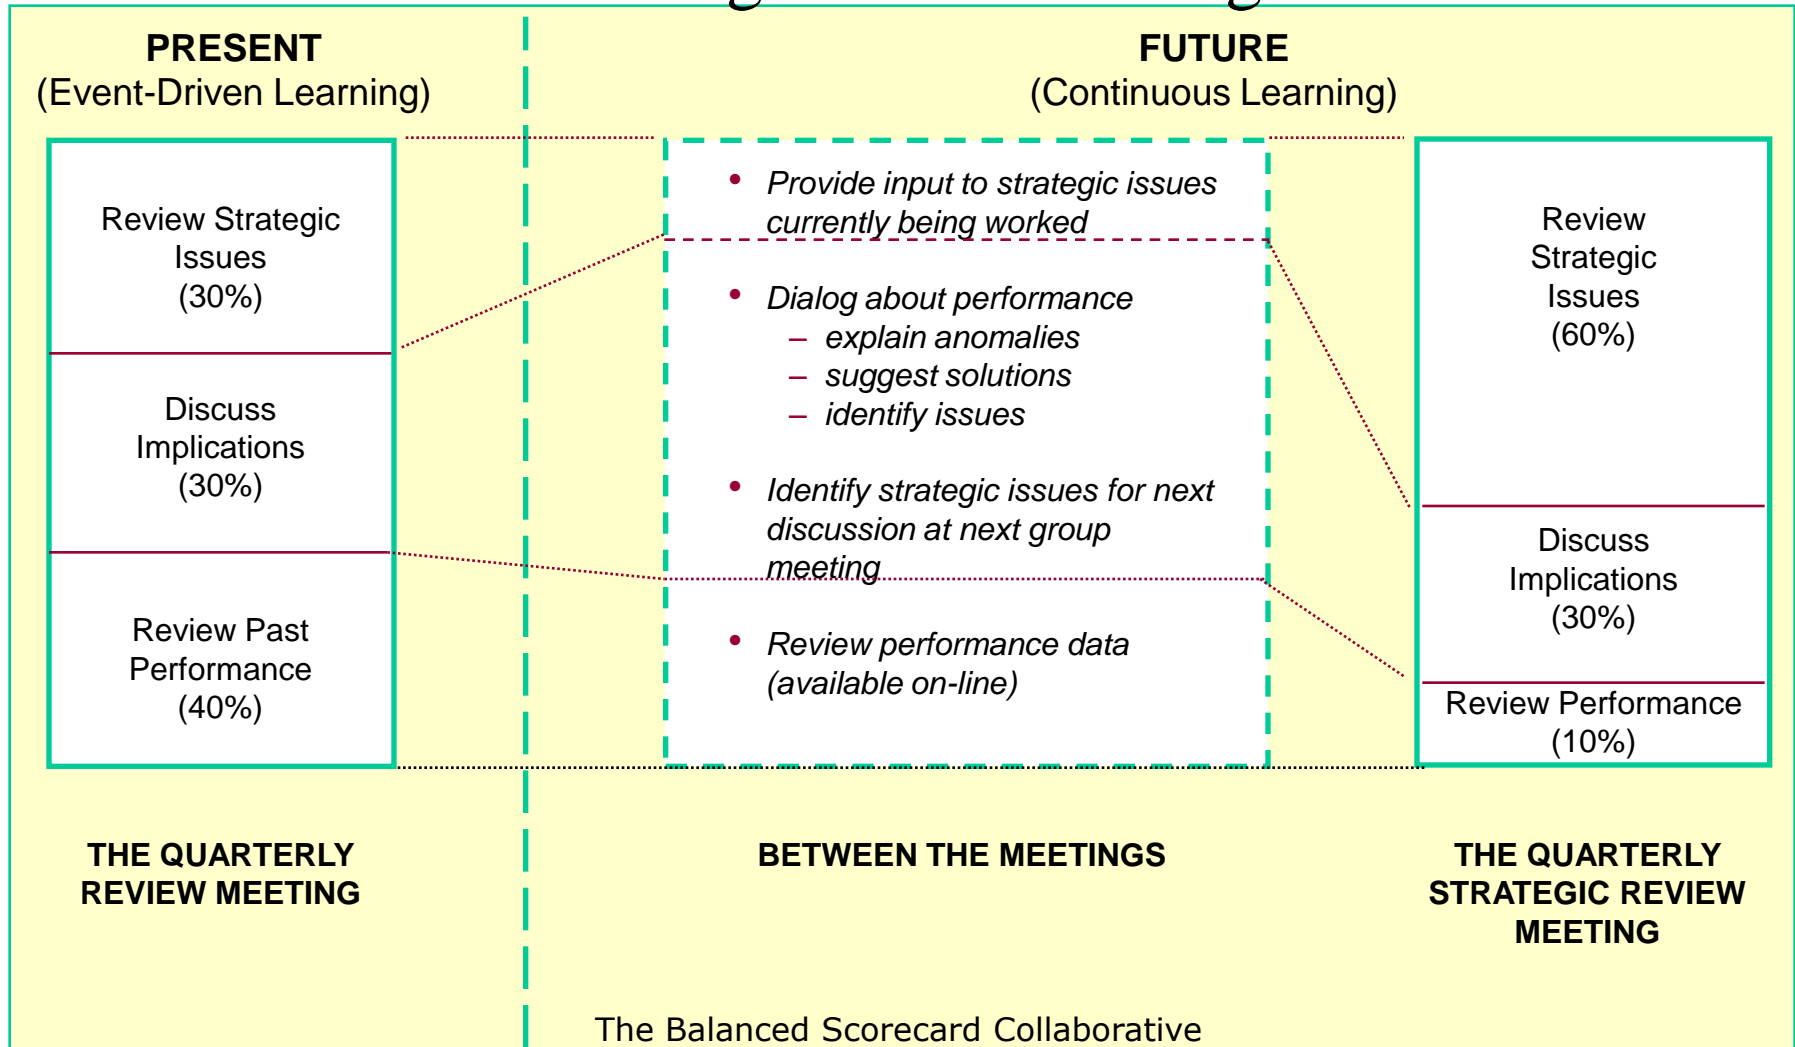 PRESENT
(Event-Driven Learning)
FUTURE
(Continuous Learning)
Review Strategic
Issues
(30%)
Discuss
Implications
(30%)
Review Past
Performance
(40%)
• Provide input to strategic issues
currently being worked
• Dialog about performance
– explain anomalies
– suggest solutions
– identify issues
• Identify strategic issues for next
discussion at next group
meeting
• Review performance data
(available on-line)
Review
Strategic
Issues
(60%)
Discuss
Implications
(30%)
Review Performance
(10%)
THE QUARTERLY
REVIEW MEETING
BETWEEN THE MEETINGS
THE QUARTERLY
STRATEGIC REVIEW
MEETING
The Balanced Scorecard Collaborative